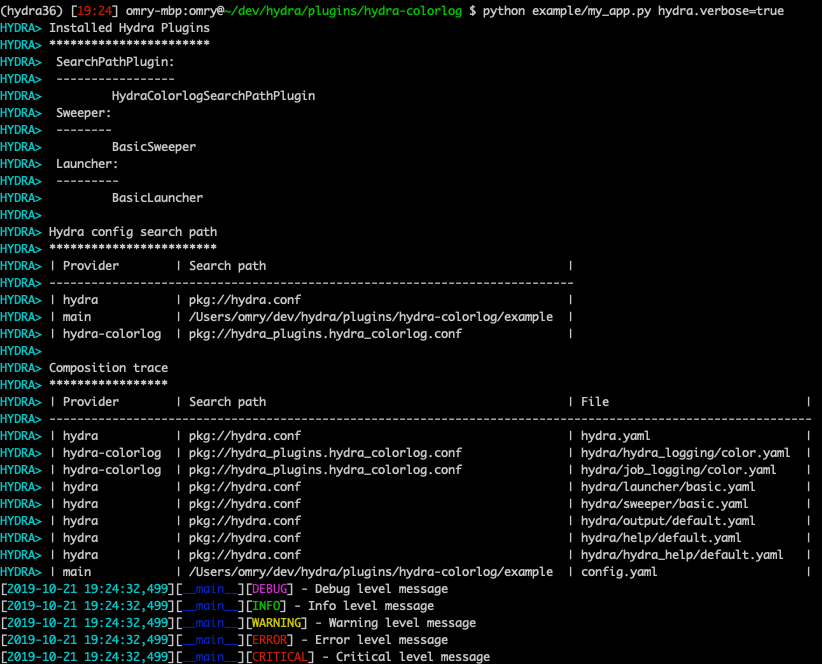 (hydra36) [19:24] omry-mbp:omry@~/dev/hydra/plugins/hydra-colorlog $ python example/my_app.py hydra.verbose=true
HYDRA> Installed Hydra Plugins
HYDRA> ***********************
HYDRA>  SearchPathPlugin:
HYDRA>  -----------------
HYDRA>          HydraColorlogSearchPathPlugin
HYDRA>  Sweeper:
HYDRA>  --------
HYDRA>          BasicSweeper
HYDRA>  Launcher:
HYDRA>  ---------
HYDRA>          BasicLauncher
HYDRA>
HYDRA> Hydra config search path
HYDRA> ************************
HYDRA> | Provider        | Search path                                           |
HYDRA> ---------------------------------------------------------------------------
HYDRA> | hydra           | pkg://hydra.conf                                      |
HYDRA> | main            | /Users/omry/dev/hydra/plugins/hydra-colorlog/example  |
HYDRA> | hydra-colorlog  | pkg://hydra_plugins.hydra_colorlog.conf               |
HYDRA>
HYDRA> Composition trace
HYDRA> *****************
HYDRA> | Provider        | Search path                                           | File                            |
HYDRA> -------------------------------------------------------------------------------------------------------------
HYDRA> | hydra           | pkg://hydra.conf                                      | hydra.yaml                      |
HYDRA> | hydra-colorlog  | pkg://hydra_plugins.hydra_colorlog.conf               | hydra/hydra_logging/color.yaml  |
HYDRA> | hydra-colorlog  | pkg://hydra_plugins.hydra_colorlog.conf               | hydra/job_logging/color.yaml    |
HYDRA> | hydra           | pkg://hydra.conf                                      | hydra/launcher/basic.yaml       |
HYDRA> | hydra           | pkg://hydra.conf                                      | hydra/sweeper/basic.yaml        |
HYDRA> | hydra           | pkg://hydra.conf                                      | hydra/output/default.yaml       |
HYDRA> | hydra           | pkg://hydra.conf                                      | hydra/help/default.yaml         |
HYDRA> | hydra           | pkg://hydra.conf                                      | hydra/hydra_help/default.yaml   |
HYDRA> | main            | /Users/omry/dev/hydra/plugins/hydra-colorlog/example  | config.yaml                     |
[2019-10-21 19:24:32,499][__main__][DEBUG] - Debug level message
[2019-10-21 19:24:32,499][__main__][INFO] - Info level message
[2019-10-21 19:24:32,499][__main__][WARNING] - Warning level message
[2019-10-21 19:24:32,499][__main__][ERROR] - Error level message
[2019-10-21 19:24:32,499][__main__][CRITICAL] - Critical level message